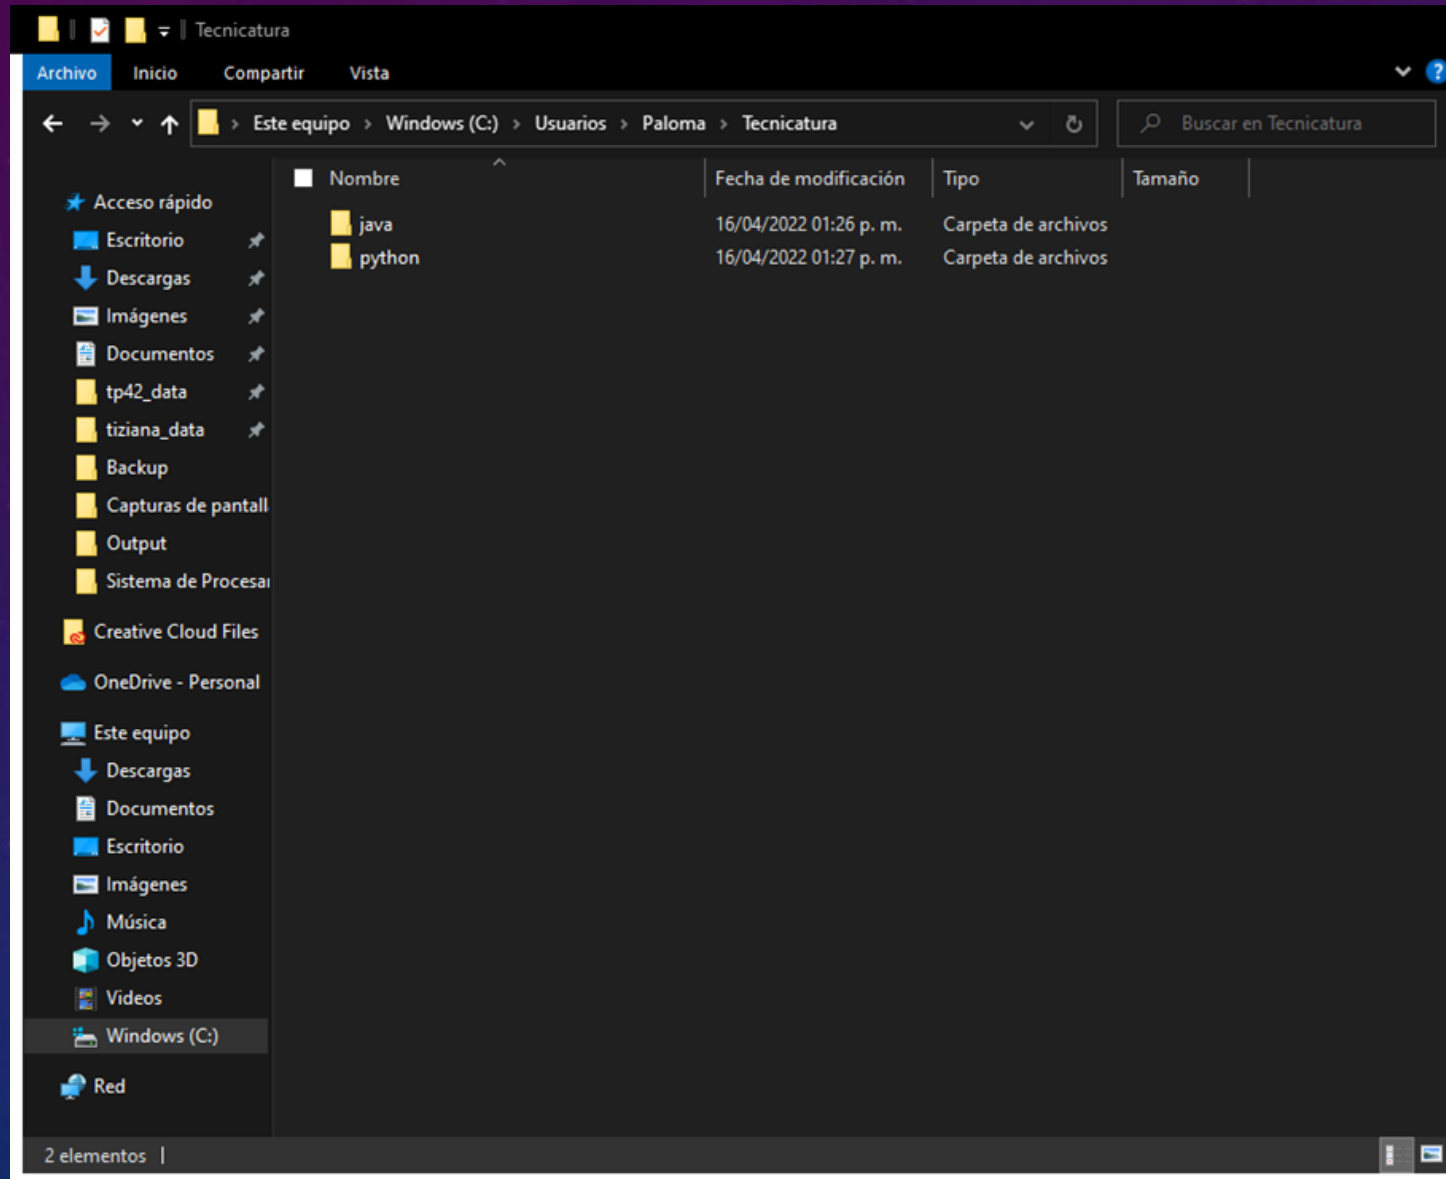 Tecnicatura
Archivo Inicio Compartir Vista ?
Este equipo > Windows (C:) > Usuarios > Paloma > Tecnicatura Buscar en Tecnicatura
Nombre Fecha de modificación Tipo Tamaño
java 16/04/2022 01:26 p. m. Carpeta de archivos
python 16/04/2022 01:27 p. m. Carpeta de archivos
Acceso rápido
Escritorio
Descargas
Imágenes
Documentos
tp42_data
tiziana_data
Backup
Capturas de pantall
Output
Sistema de Procesa
Creative Cloud Files
OneDrive - Personal
Este equipo
Descargas
Documentos
Escritorio
Imágenes
Música
Objetos 3D
Videos
Windows (C:)
Red
2 elementos